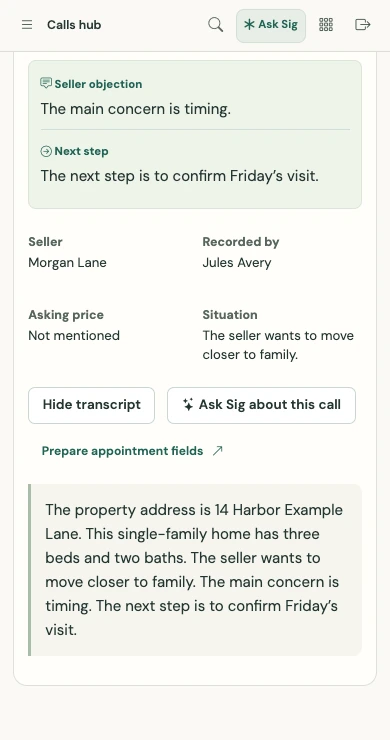 Calls hub
Ask Sig
Seller objection
The main concern is timing.
Next step
The next step is to confirm Friday’s visit.
Seller
Morgan Lane
Recorded by
Jules Avery
Asking price
Not mentioned
Situation
The seller wants to move
closer to family.
Hide transcript
Ask Sig about this call
Prepare appointment fields
The property address is 14 Harbor Example
Lane. This single-family home has three
beds and two baths. The seller wants to
move closer to family. The main concern is
timing. The next step is to confirm Friday’s
visit.